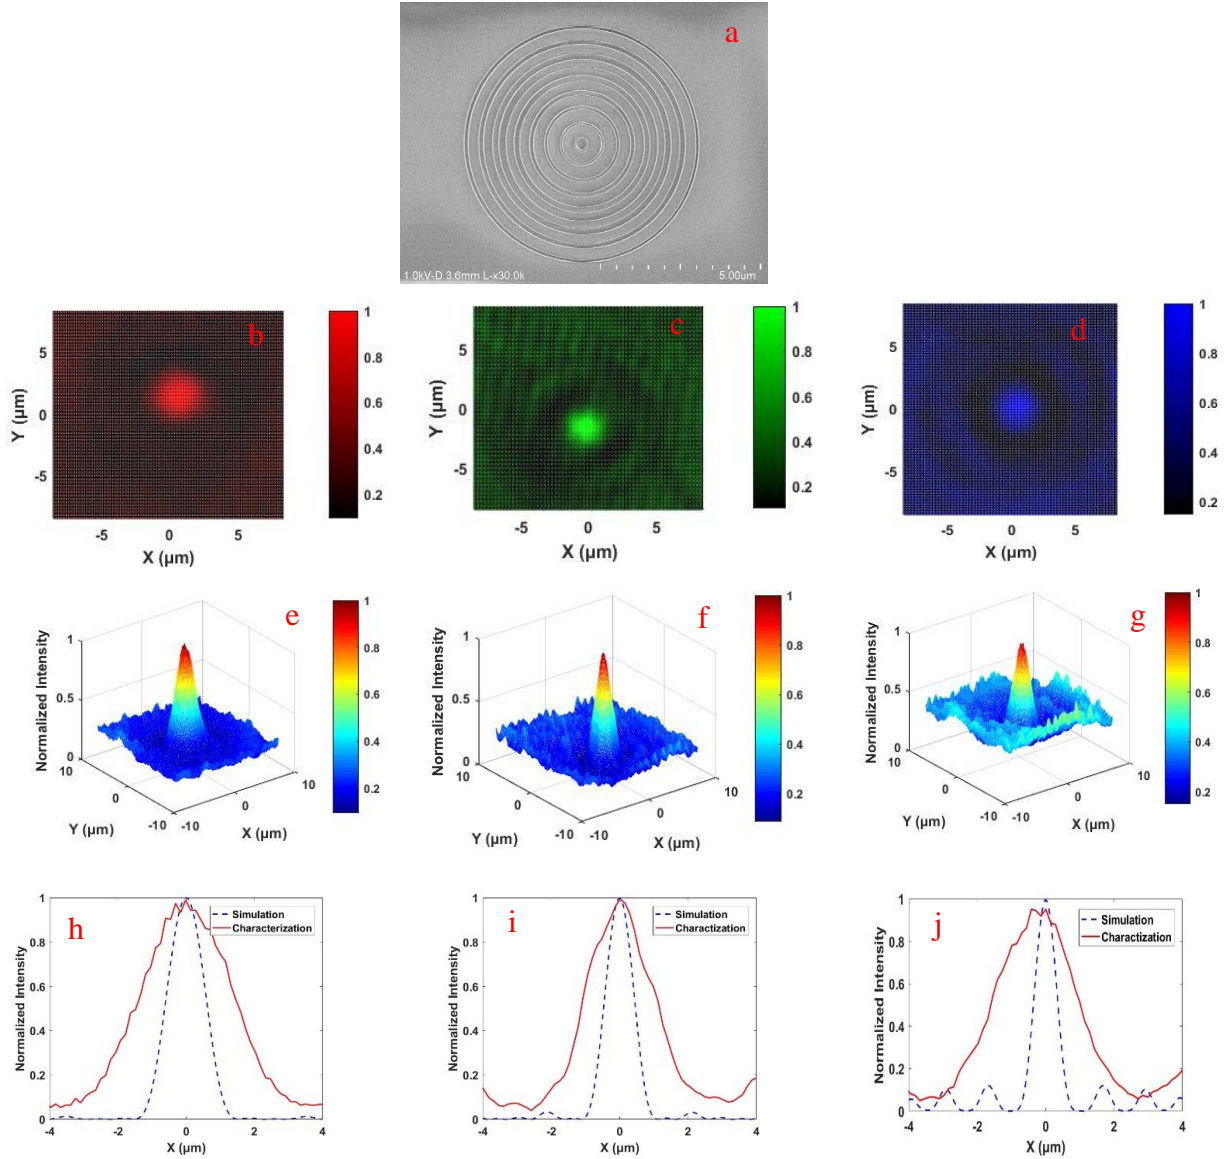 a
1.0kV-D 3.6mm L-x30.0k
5.00um
b
c
d
Y (µm)
5
0
-5
-5
0
5
X (µm)
1
0.8
0.6
0.4
0.2
Y (µm)
5
0
-5
-5
0
5
X (µm)
1
0.8
0.6
0.4
0.2
Y (µm)
5
0
-5
-5
0
5
X (µm)
1
0.8
0.6
0.4
0.2
e
f
g
Normalized Intensity
1
0.5
0
10
0
-10
-10
0
10
Y (µm)
X (µm)
1
0.8
0.6
0.4
0.2
Normalized Intensity
1
0.5
0
10
0
-10
-10
0
10
Y (µm)
X (µm)
1
0.8
0.6
0.4
0.2
Normalized Intensity
1
0.5
0
10
0
-10
-10
0
10
Y (µm)
X (µm)
1
0.8
0.6
0.4
0.2
h
Simulation
Characterization
Normalized Intensity
1
0.8
0.6
0.4
0.2
0
-4
-2
0
2
4
X (µm)
i
Simulation
Charactization
Normalized Intensity
1
0.8
0.6
0.4
0.2
0
-4
-2
0
2
4
X (µm)
j
Simulation
Charactization
Normalized Intensity
1
0.8
0.6
0.4
0.2
0
-4
-2
0
2
4
X (µm)